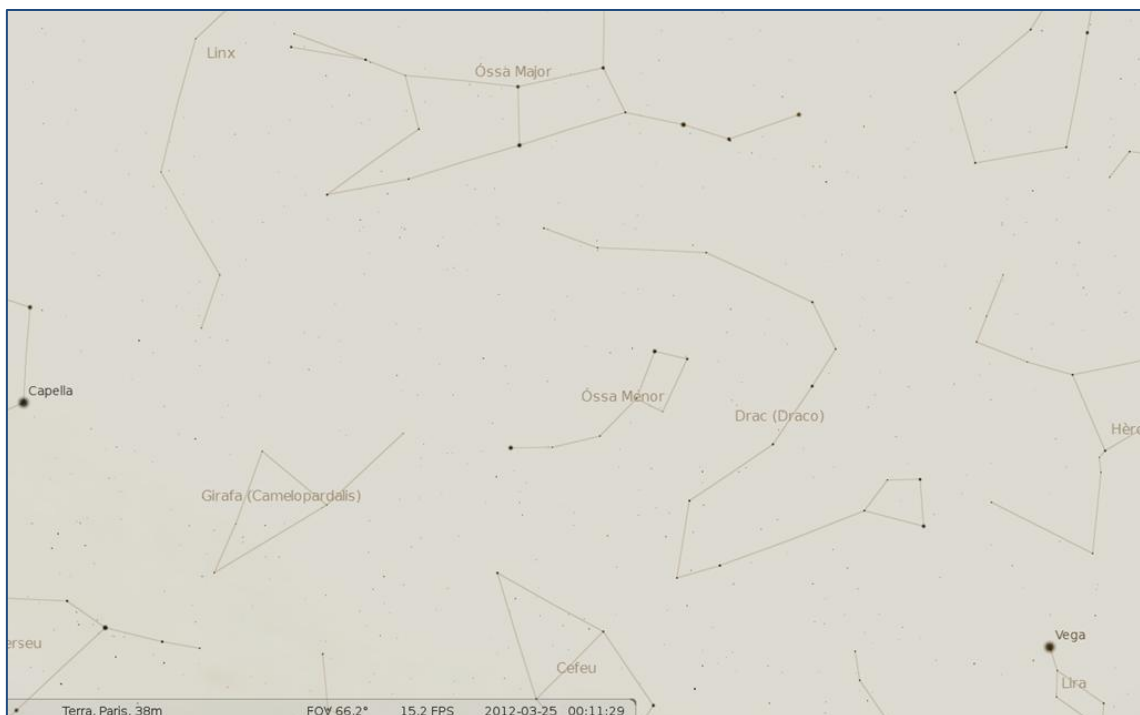 Linx
Óssa Major
Capella
Óssa Menor
Drac (Draco)
Hèrc
Girafa (Camelopardalis)
erseu
Vega
Cefeu
Lira
Terra, Paris, 38m FOV 66.2° 15.2 FPS 2012-03-25 00:11:29